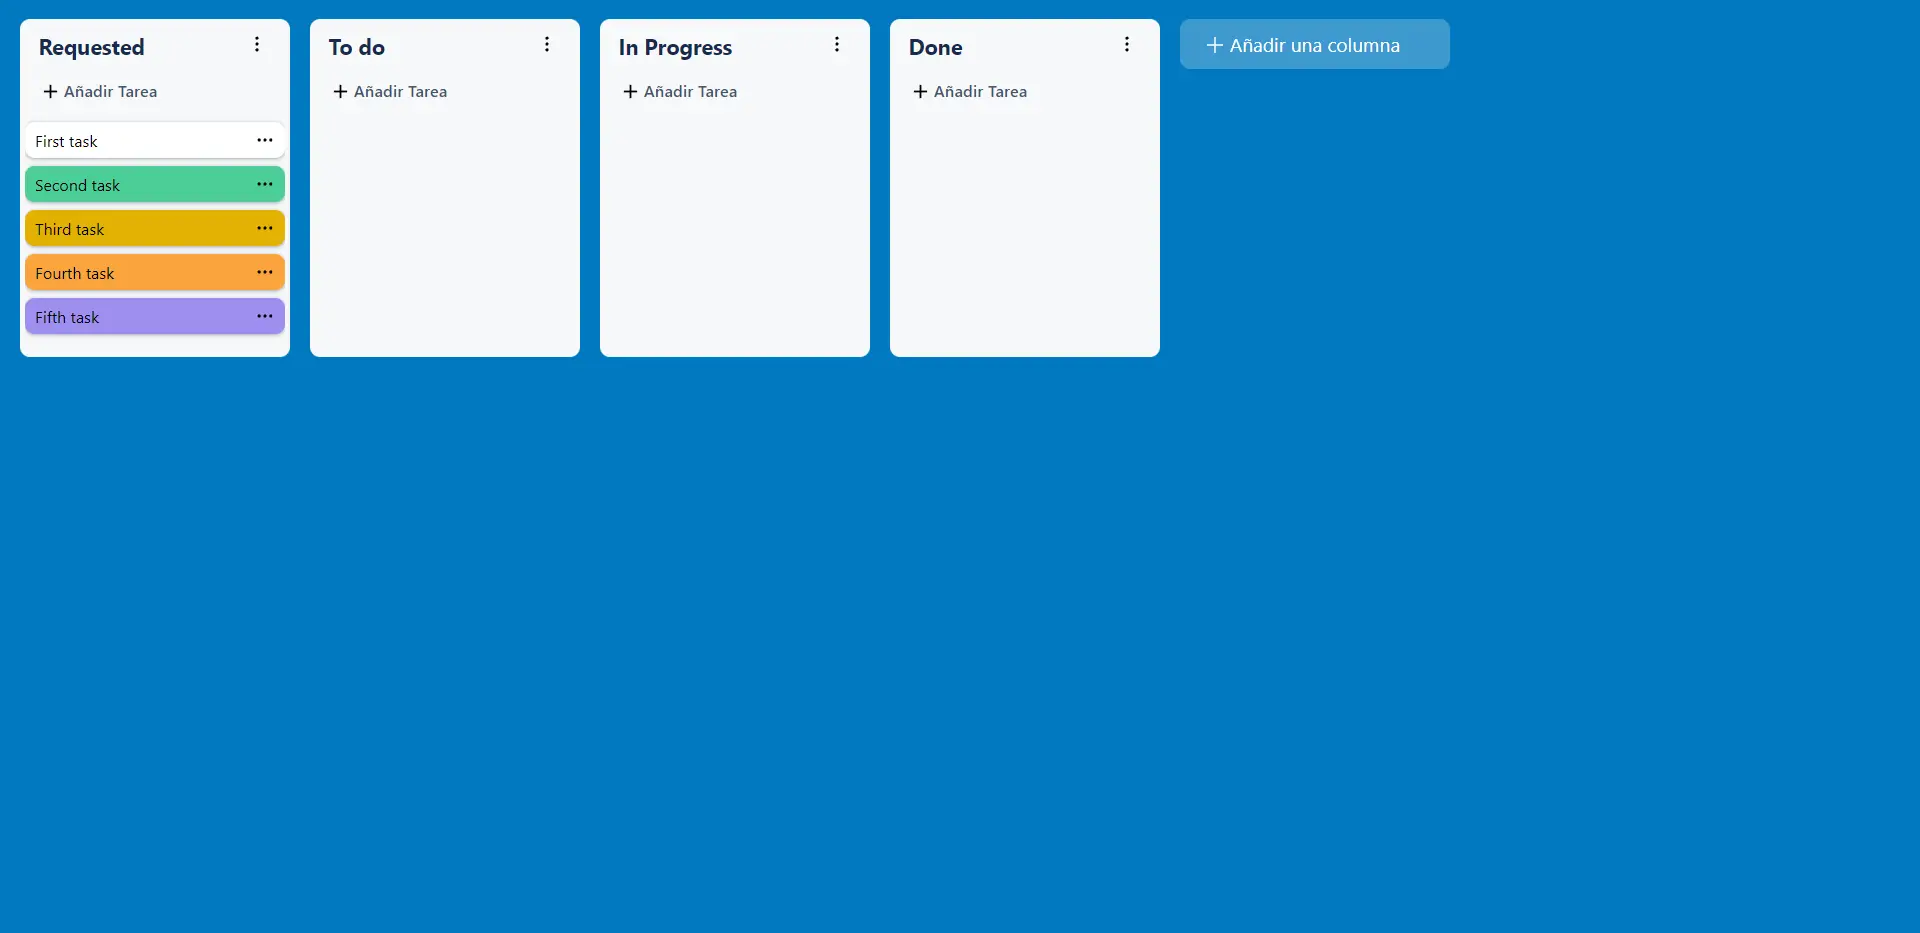 Requested
Añadir Tarea
First task
Second task
Third task
Fourth task
Fifth task
To do
Añadir Tarea
In Progress
Añadir Tarea
Done
Añadir Tarea
Añadir una columna